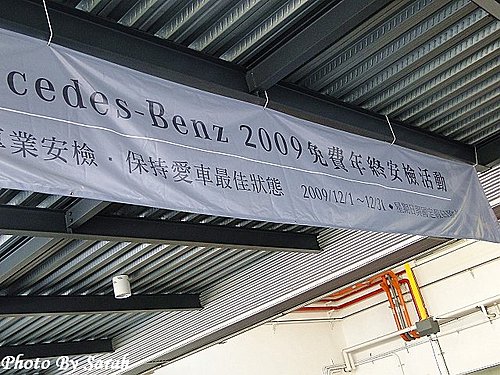 cedes-Benz 2009免費年終安檢活動
業安檢‧保持愛車最佳狀態 2009/12/1~12/31
Photo By Sarah